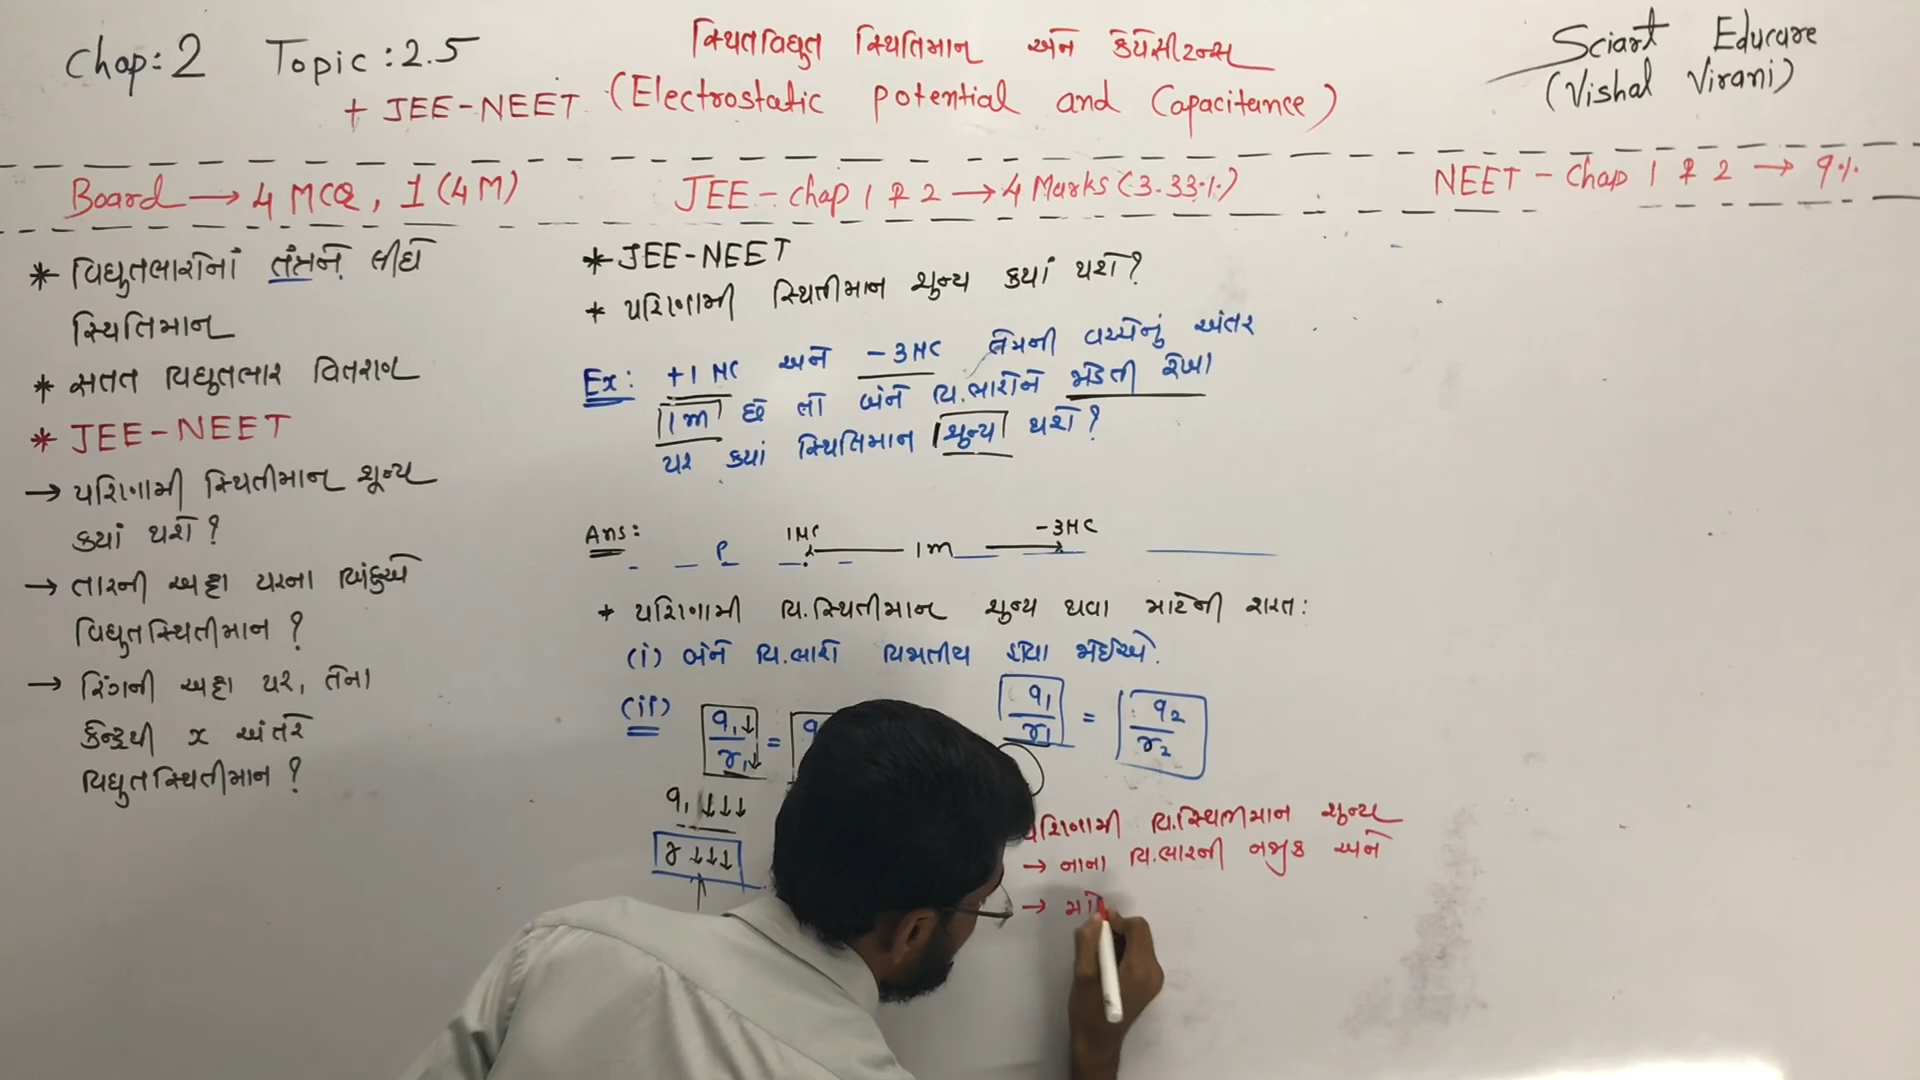 Chap: 2 Topic : 2.5
+ JEE-NEET
સ્થિતવિદ્યુત સ્થિતિમાન અને કેપેસીટન્સ
(Electrostatic potential and Capacitance)
Sciart Educare
(Vishal Virani)
Board → 4 MCQ, 1 (4 M)
JEE - Chap 1 & 2 → 4 Marks (3.33%)
NEET - Chap 1 & 2 → 9%
* વિદ્યુતભારોનાં તંત્રને લીધે
સ્થિતિમાન
* સતત વિદ્યુતભાર વિતરણ
* JEE-NEET
→ પરિણામી સ્થિતીમાન શૂન્ય
ક્યાં થશે ?
→ તારની અક્ષ પરના બિંદુએ
વિદ્યુતસ્થિતીમાન ?
→ રિંગની અક્ષ પર, તેના
કેન્દ્રથી x અંતરે
વિદ્યુતસ્થિતીમાન ?
* JEE-NEET
* પરિણામી સ્થિતીમાન શુન્ય ક્યાં થશે ?
Ex: +1 μC અને -3 μC તેમની વચ્ચેનું અંતર
1m છે તો બંને વિ.ભારોને જોડતી રેખા
પર ક્યાં સ્થિતિમાન શુન્ય થશે ?
Ans: P 1μC 1m -3μC
* પરિણામી વિ.સ્થિતીમાન શુન્ય થવા માટેની શરત:
(i) બંને વિ.ભારો વિજાતીય હોવા જોઈએ.
(ii) q₁↓ / r₁↓ =
q₁ / r₁ = q₂ / r₂
q₁ ↓↓↓
r ↓↓↓
પરિણામી વિ.સ્થિતીમાન શુન્ય
→ નાના વિ.ભારની નજીક અને
→